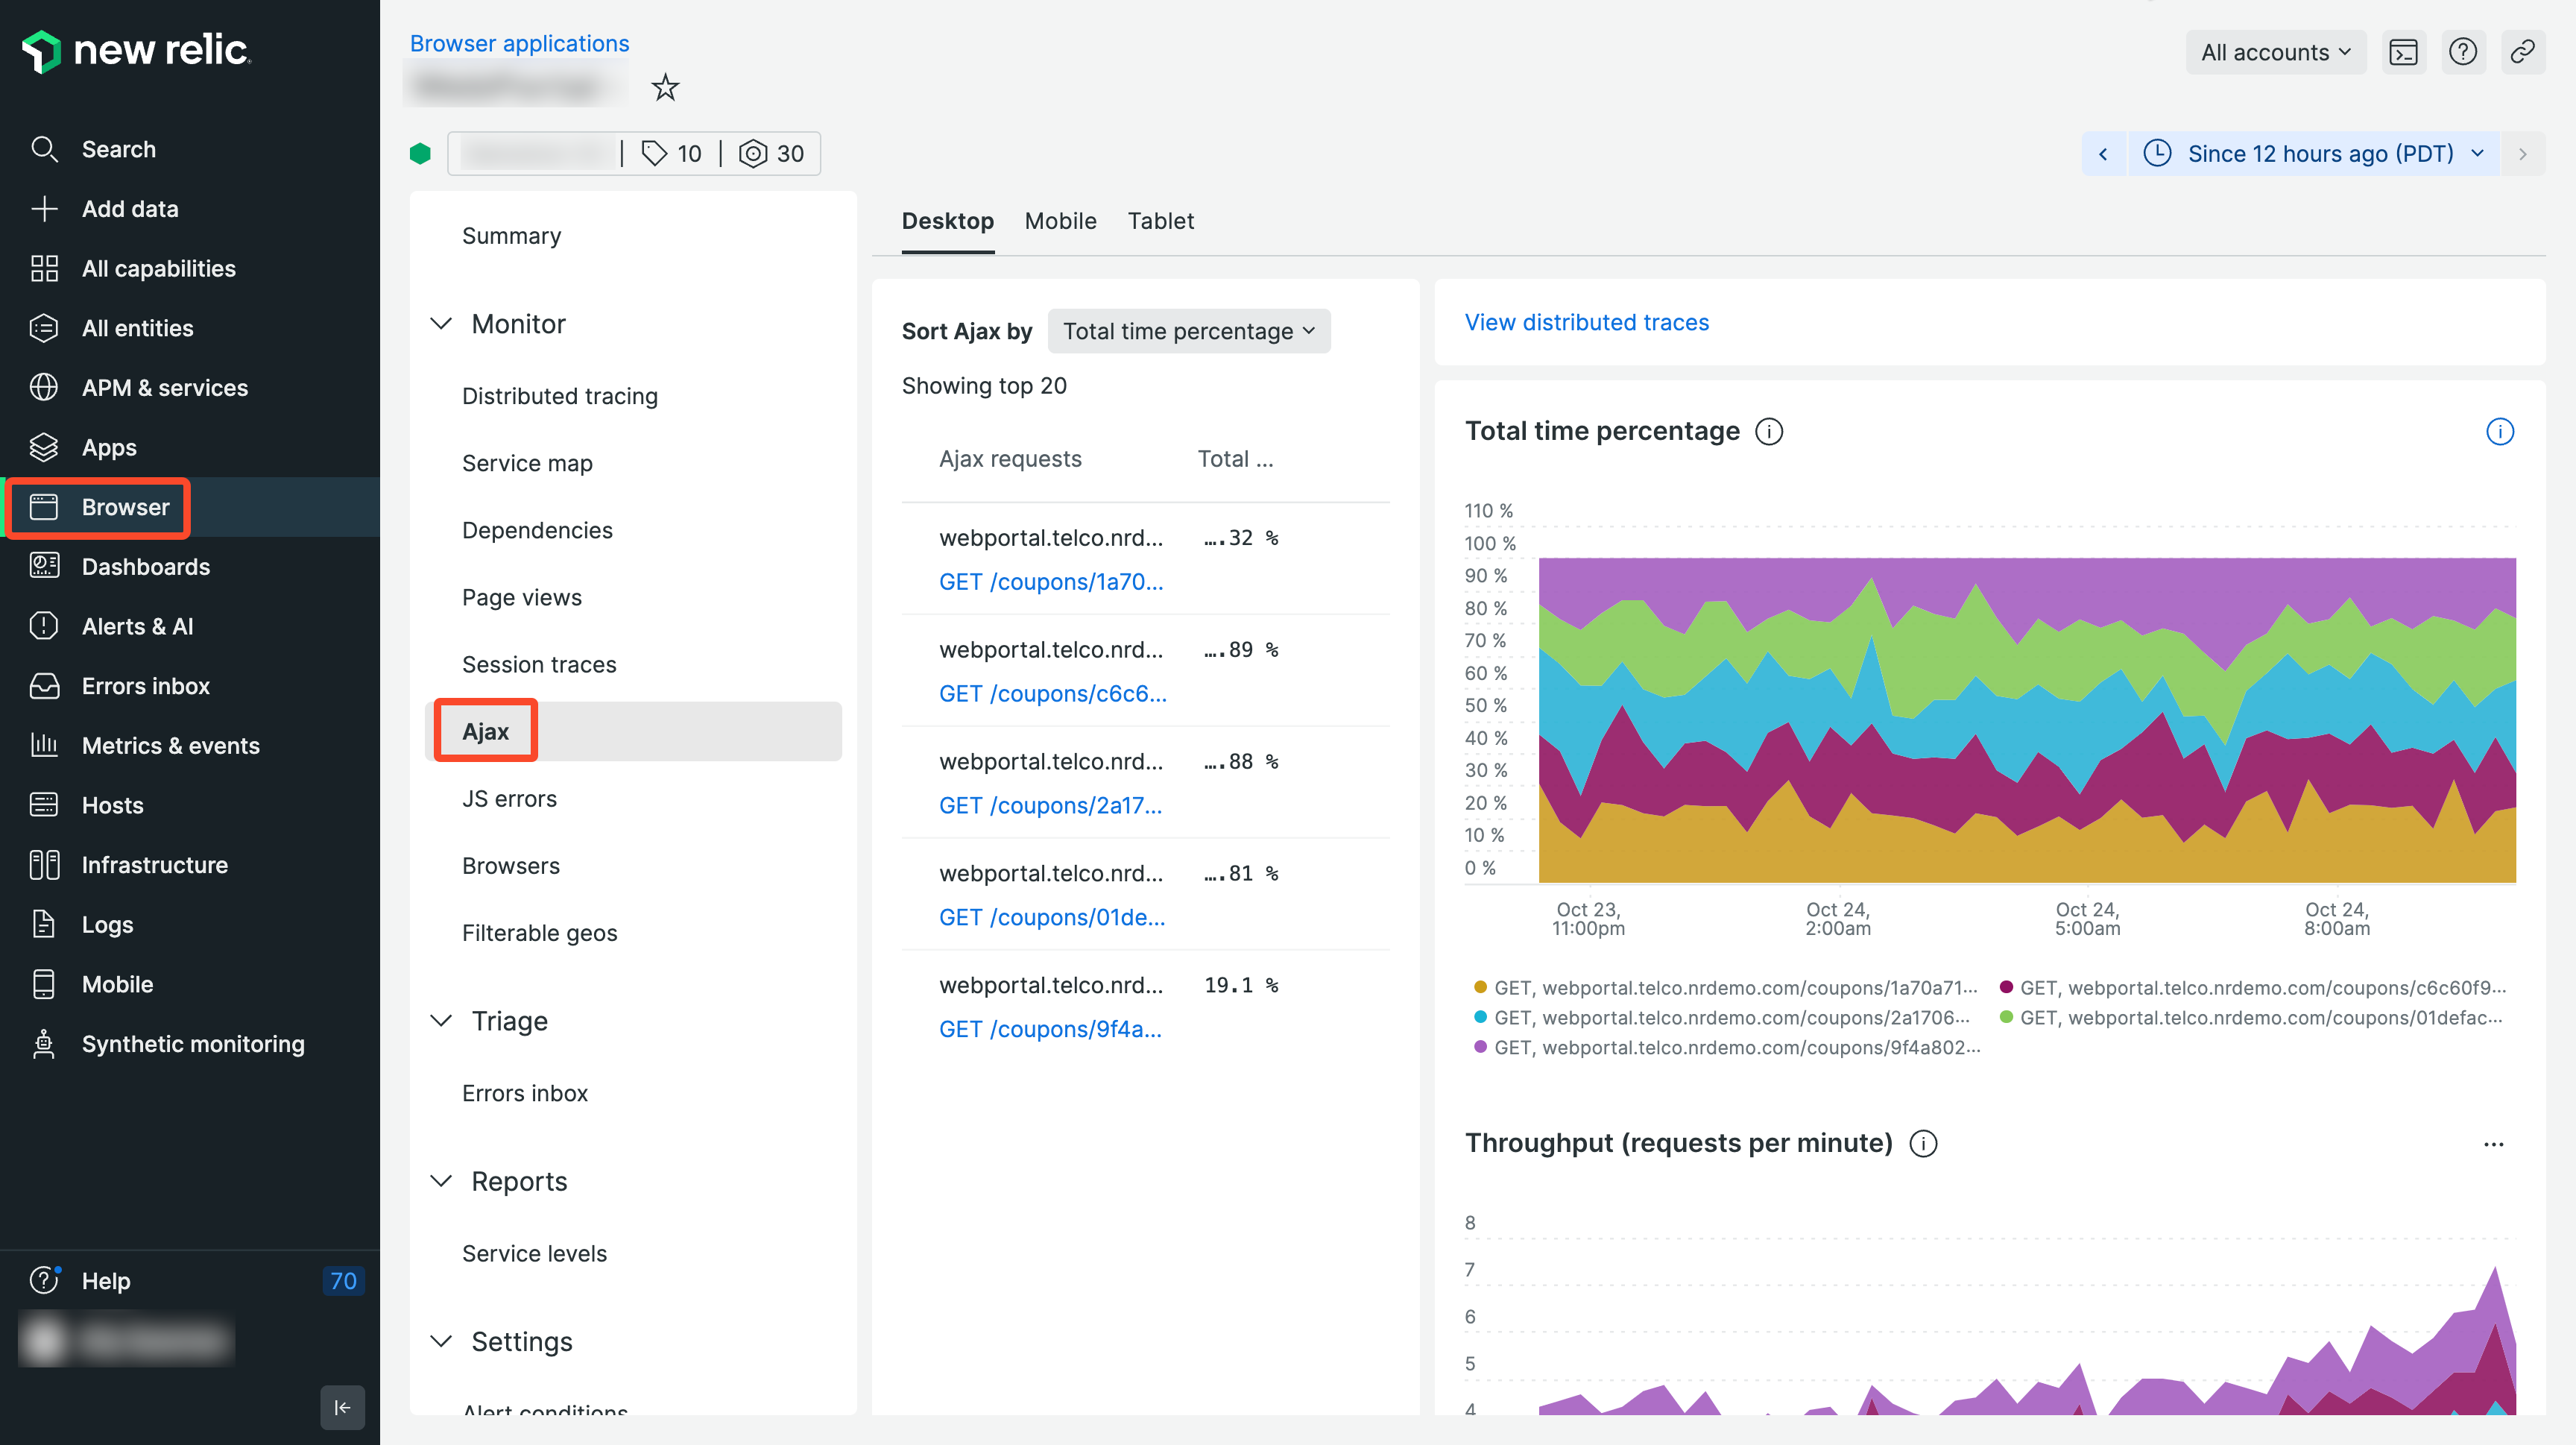 new relic
Search
Add data
All capabilities
All entities
APM & services
Apps
Browser
Dashboards
Alerts & AI
Errors inbox
Metrics & events
Hosts
Infrastructure
Logs
Mobile
Synthetic monitoring
Help 70
Browser applications
All accounts
10 | 30
Since 12 hours ago (PDT)
Summary
Monitor
Distributed tracing
Service map
Dependencies
Page views
Session traces
Ajax
JS errors
Browsers
Filterable geos
Triage
Errors inbox
Reports
Service levels
Settings
Alert conditions
Desktop Mobile Tablet
Sort Ajax by Total time percentage
Showing top 20
Ajax requests Total ...
webportal.telco.nrd... ….32 %
GET /coupons/1a70...
webportal.telco.nrd... ….89 %
GET /coupons/c6c6...
webportal.telco.nrd... ….88 %
GET /coupons/2a17...
webportal.telco.nrd... ….81 %
GET /coupons/01de...
webportal.telco.nrd... 19.1 %
GET /coupons/9f4a...
View distributed traces
Total time percentage
110 %
100 %
90 %
80 %
70 %
60 %
50 %
40 %
30 %
20 %
10 %
0 %
Oct 23, Oct 24, Oct 24, Oct 24,
11:00pm 2:00am 5:00am 8:00am
GET, webportal.telco.nrdemo.com/coupons/1a70a71... GET, webportal.telco.nrdemo.com/coupons/c6c60f9...
GET, webportal.telco.nrdemo.com/coupons/2a1706... GET, webportal.telco.nrdemo.com/coupons/01defac...
GET, webportal.telco.nrdemo.com/coupons/9f4a802...
Throughput (requests per minute) ...
8
7
6
5
4